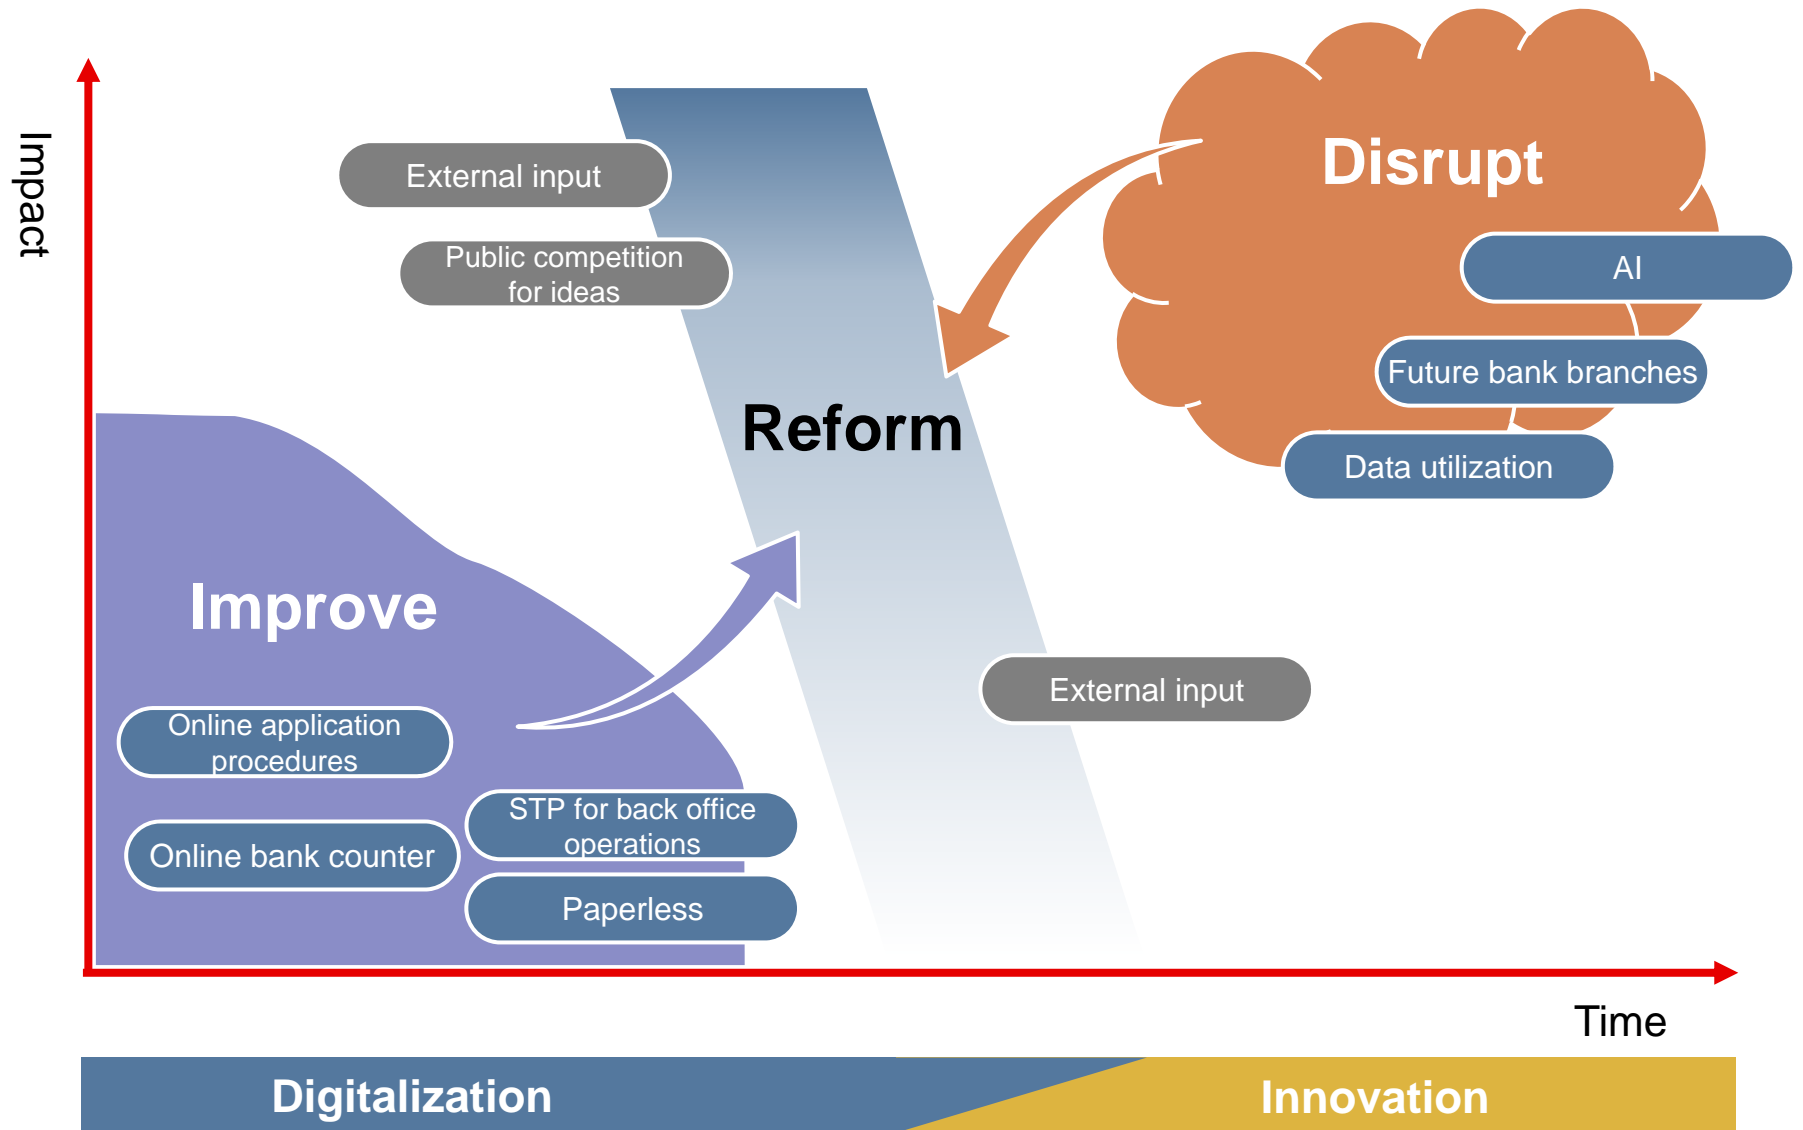 Impact
External input
Public competition
for ideas
Disrupt
AI
Future bank branches
Data utilization
Reform
Improve
External input
Online application
procedures
STP for back office
operations
Online bank counter
Paperless
Time
Digitalization
Innovation